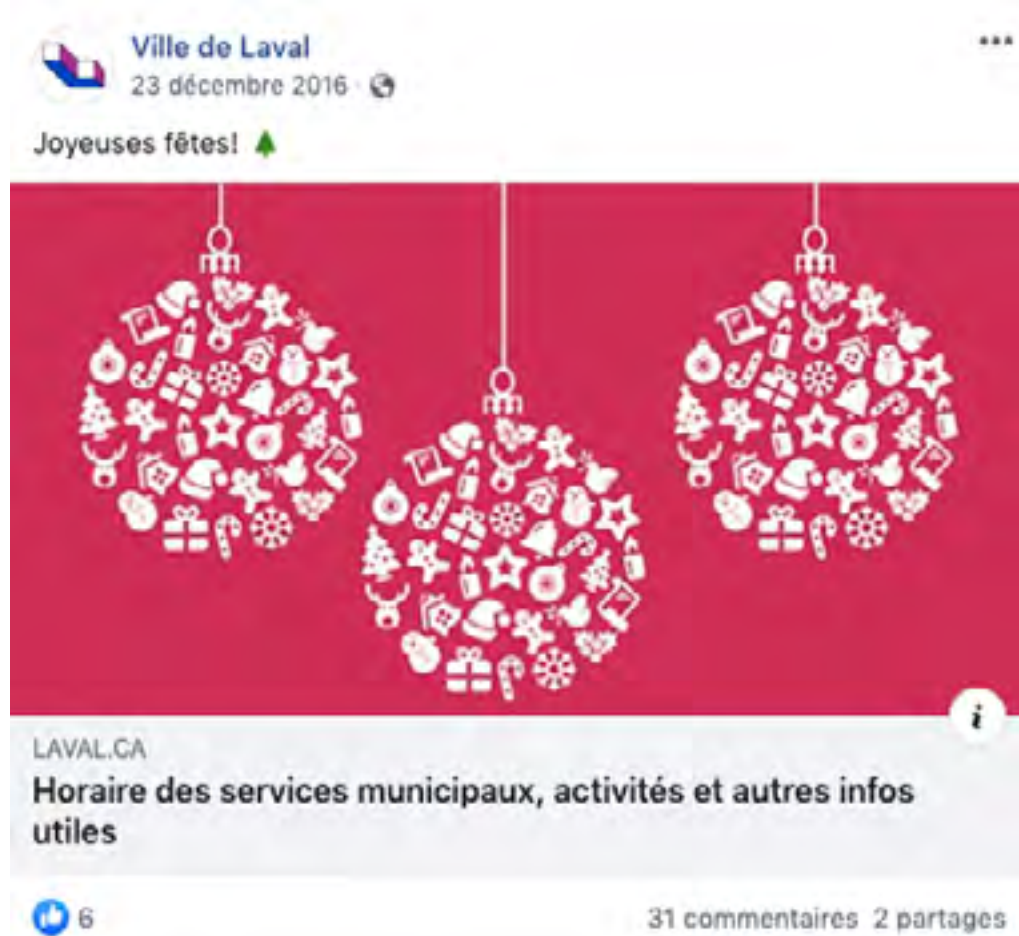 Ville de Laval
23 décembre 2016 ·
Joyeuses fêtes! 🌲
LAVAL.CA
Horaire des services municipaux, activités et autres infos
utiles
6
31 commentaires 2 partages